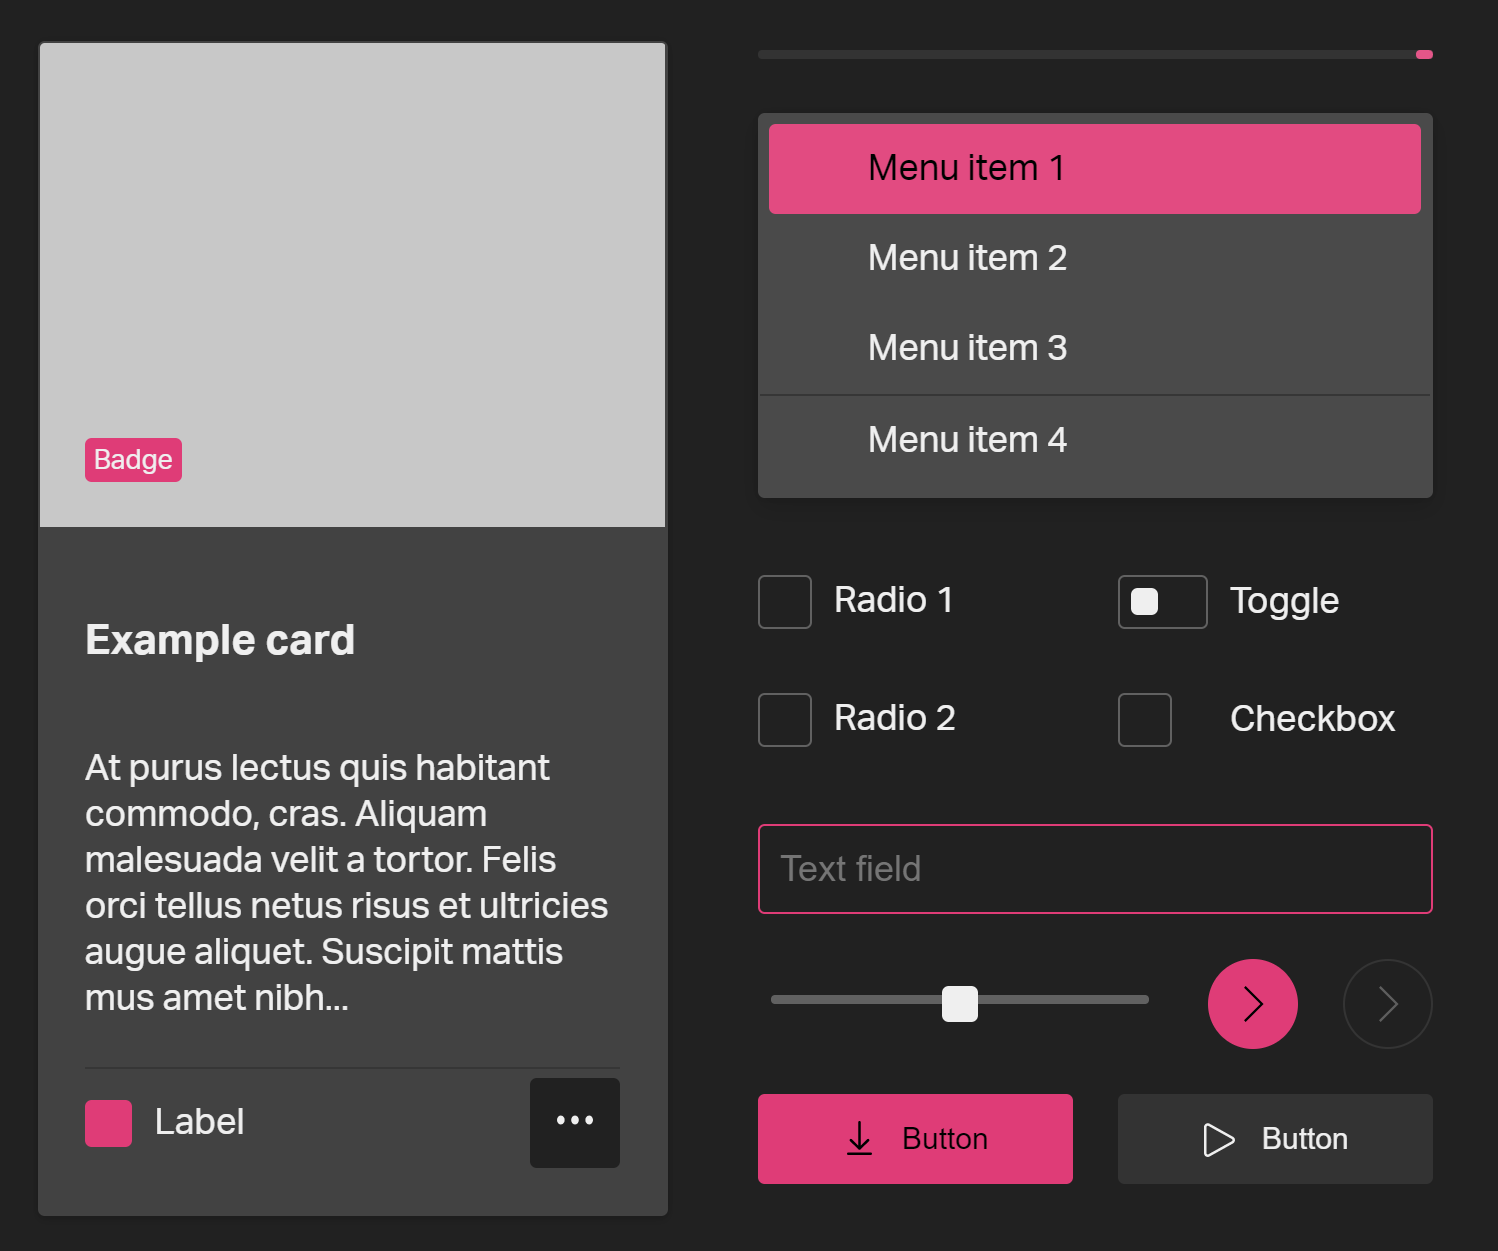 Badge
Example card
At purus lectus quis habitant
commodo, cras. Aliquam
malesuada velit a tortor. Felis
orci tellus netus risus et ultricies
augue aliquet. Suscipit mattis
mus amet nibh...
Label
Menu item 1
Menu item 2
Menu item 3
Menu item 4
Radio 1
Toggle
Radio 2
Checkbox
Text field
Button
Button